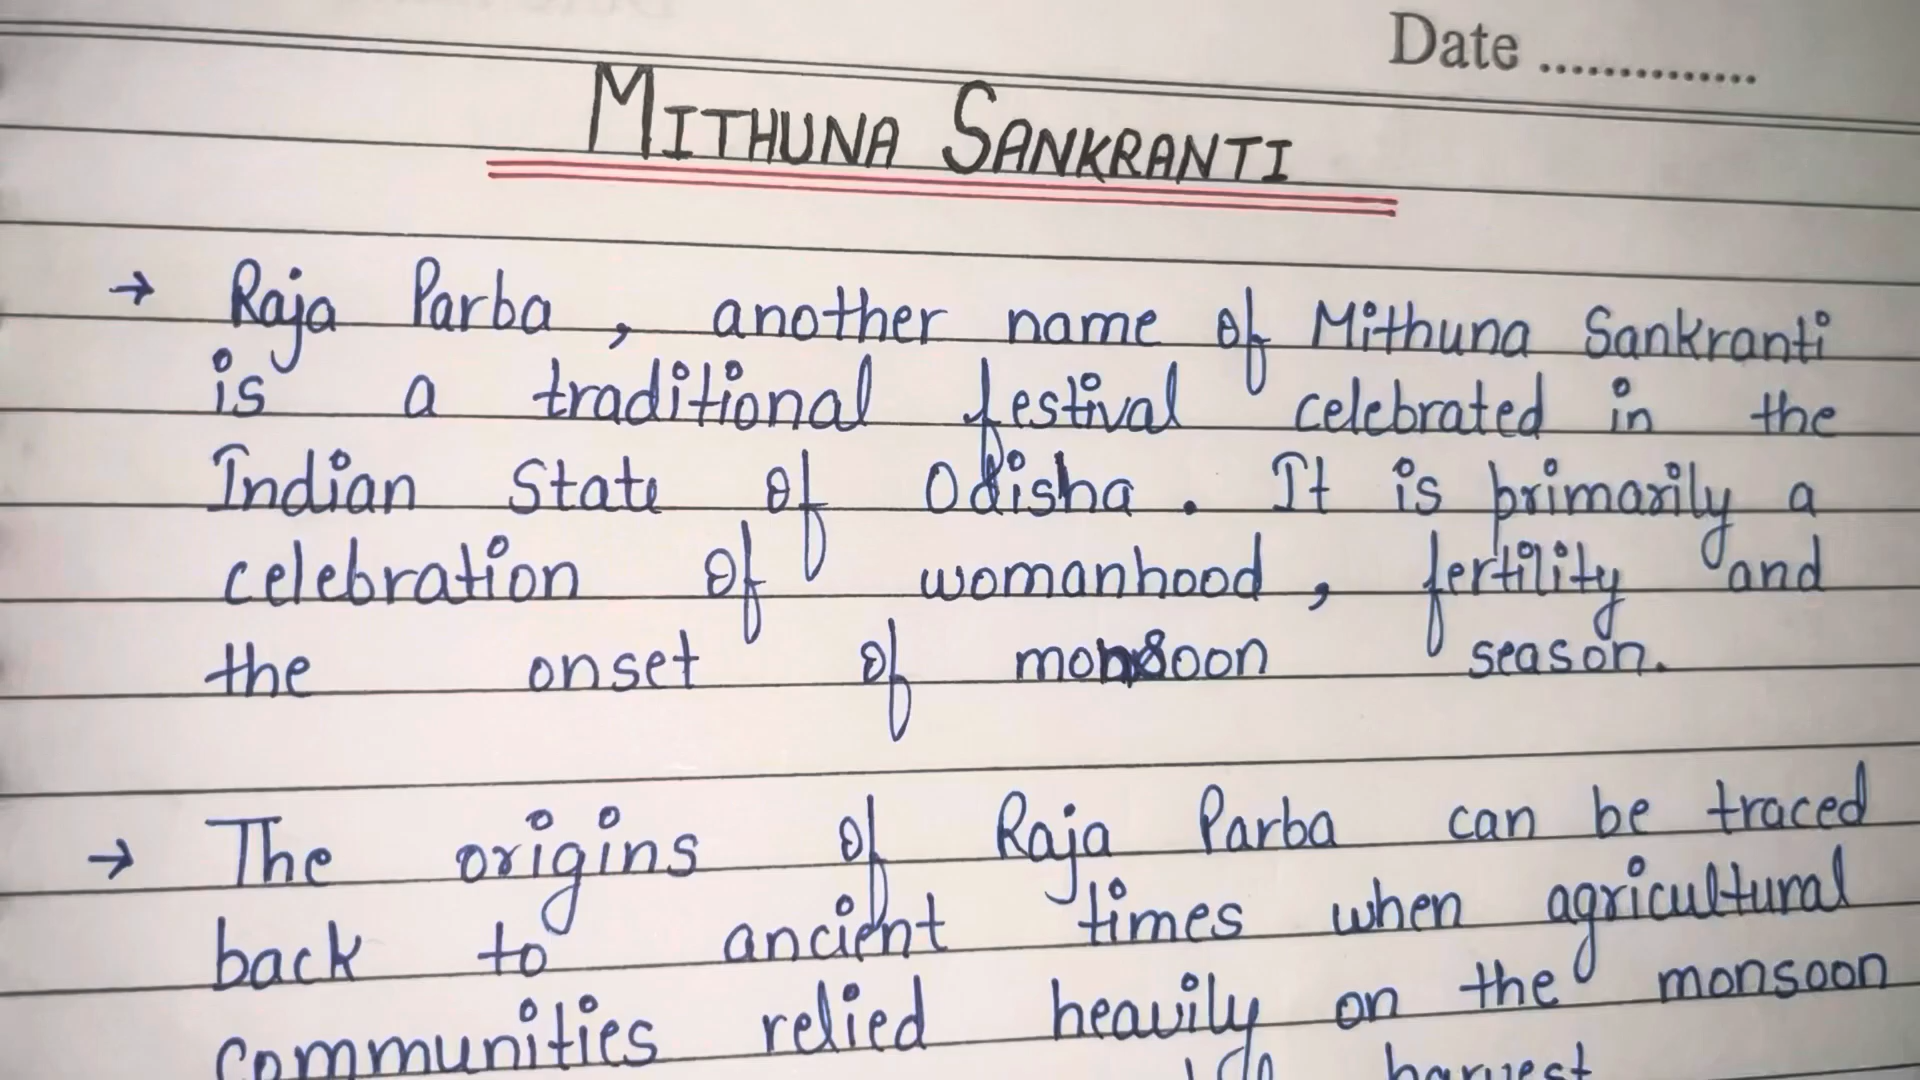 Date ..............
MITHUNA SANKRANTI
→ Raja Parba, another name of Mithuna Sankranti
is a traditional festival celebrated in the
Indian State of Odisha. It is primarily a
celebration of womanhood, fertility and
the onset of monsoon season.
→ The origins of Raja Parba can be traced
back to ancient times when agricultural
communities relied heavily on the monsoon
harvest